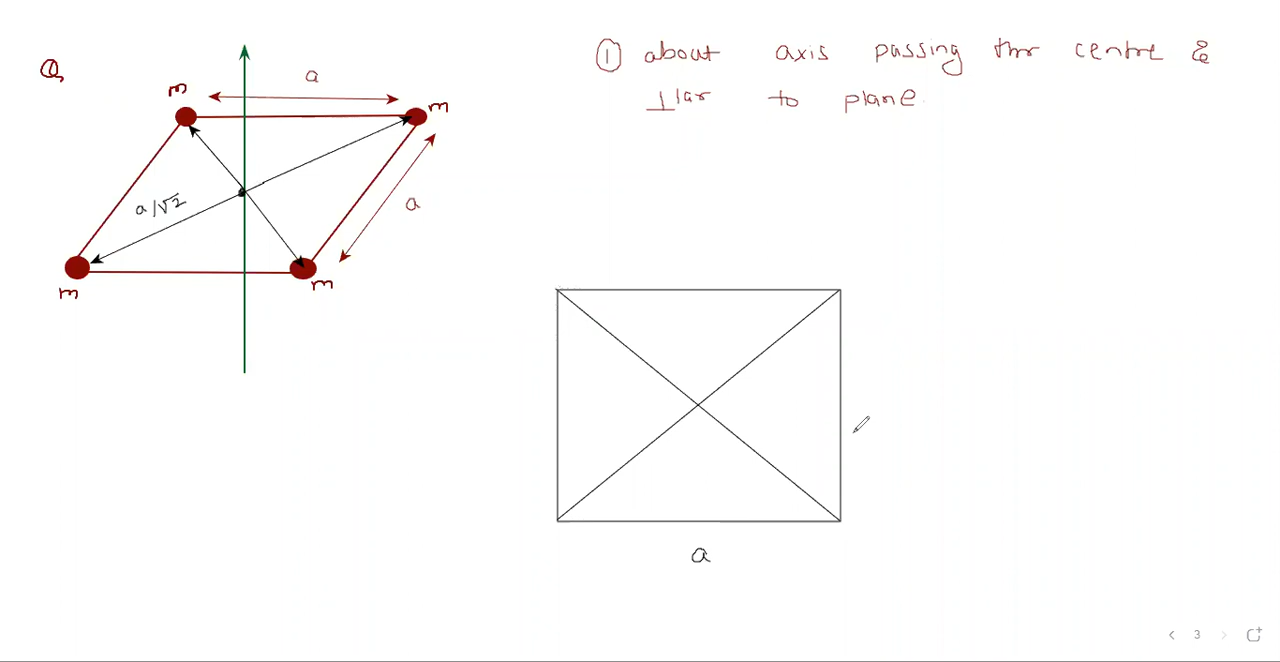 Q,
a
m
m
a/√2
a
m
m
① about axis passing thr centre &
⊥lar to plane.
a
3